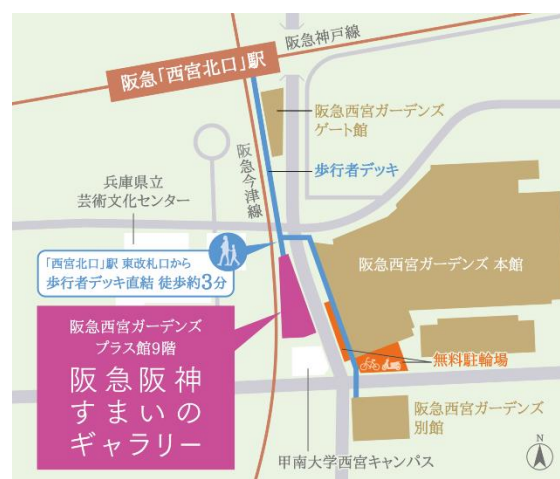 阪急神戸線
阪急「西宮北口」駅
阪急西宮ガーデンズ
ゲート館
歩行者デッキ
阪急今津線
兵庫県立
芸術文化センター
「西宮北口」駅 東改札口から
歩行者デッキ直結 徒歩約3分
阪急西宮ガーデンズ 本館
阪急西宮ガーデンズ
プラス館9階
阪急阪神
すまいの
ギャラリー
無料駐輪場
阪急西宮ガーデンズ
別館
甲南大学西宮キャンパス
N